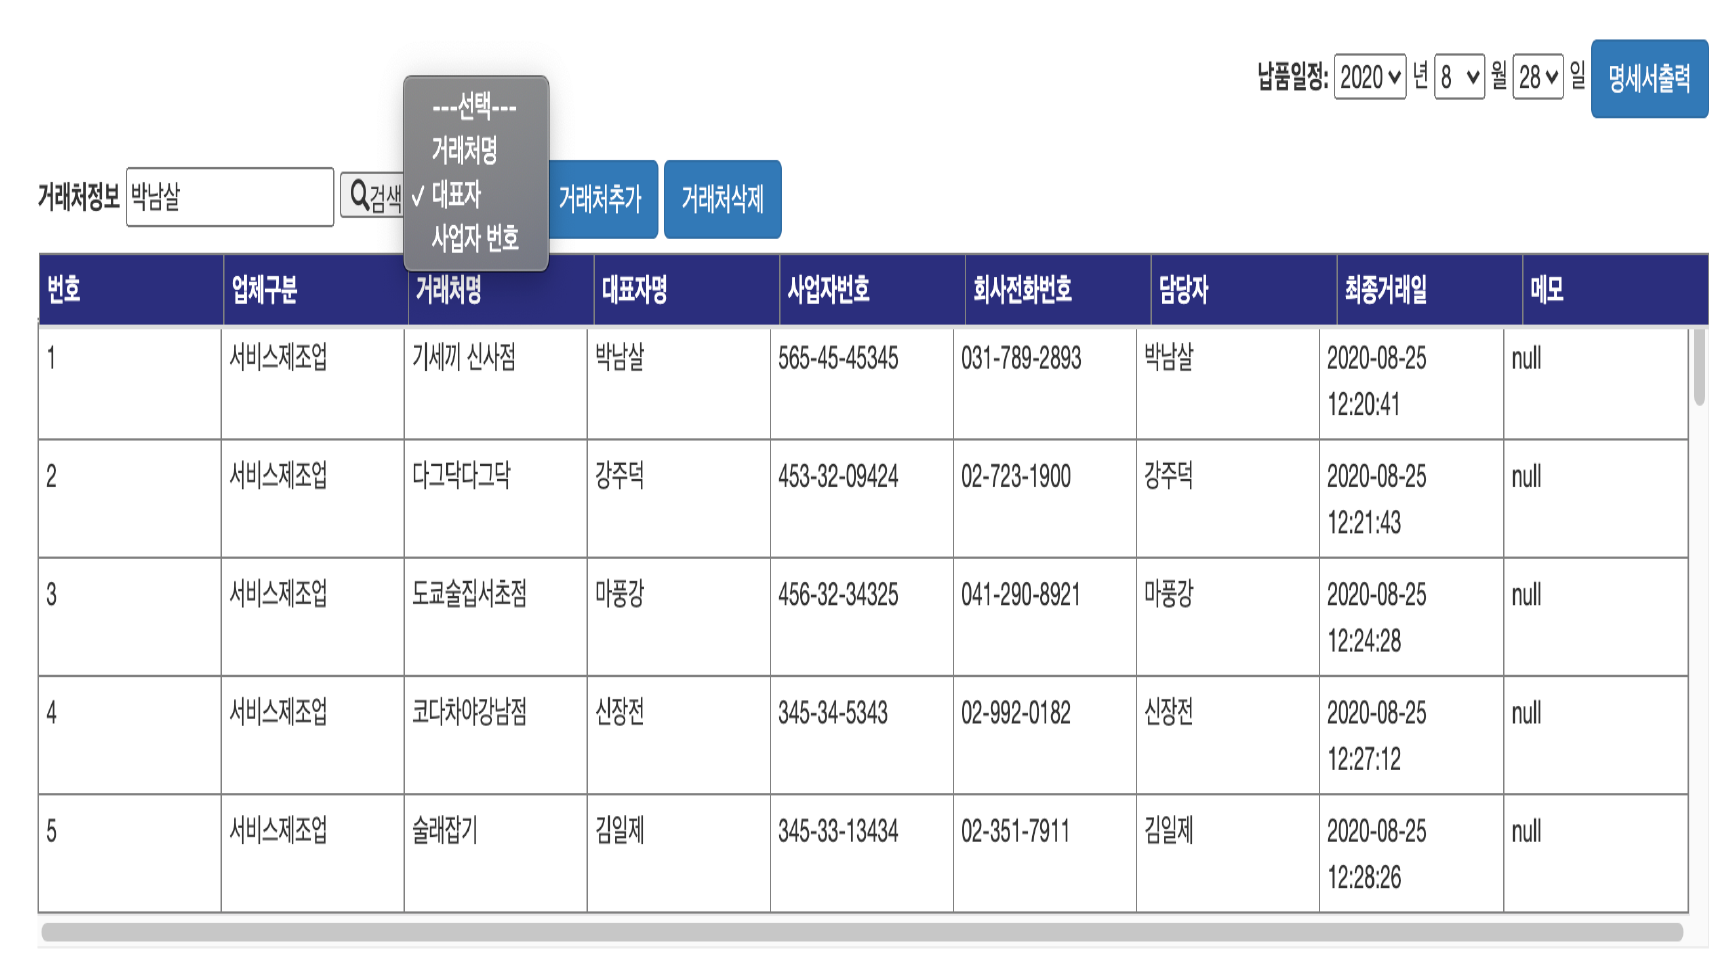 납품일정: 2020 년 8 월 28 일 명세서출력
---선택---
거래처명
✓ 대표자
사업자 번호
거래처정보 박남살 검색 거래처추가 거래처삭제
번호 업체구분 거래처명 대표자명 사업자번호 회사전화번호 담당자 최종거래일 메모
1 서비스제조업 기세끼 신사점 박남살 565-45-45345 031-789-2893 박남살 2020-08-25 null
12:20:41
2 서비스제조업 다그닥다그닥 강주덕 453-32-09424 02-723-1900 강주덕 2020-08-25 null
12:21:43
3 서비스제조업 도쿄술집서초점 마풍강 456-32-34325 041-290-8921 마풍강 2020-08-25 null
12:24:28
4 서비스제조업 코다차야강남점 신장전 345-34-5343 02-992-0182 신장전 2020-08-25 null
12:27:12
5 서비스제조업 술래잡기 김일제 345-33-13434 02-351-7911 김일제 2020-08-25 null
12:28:26